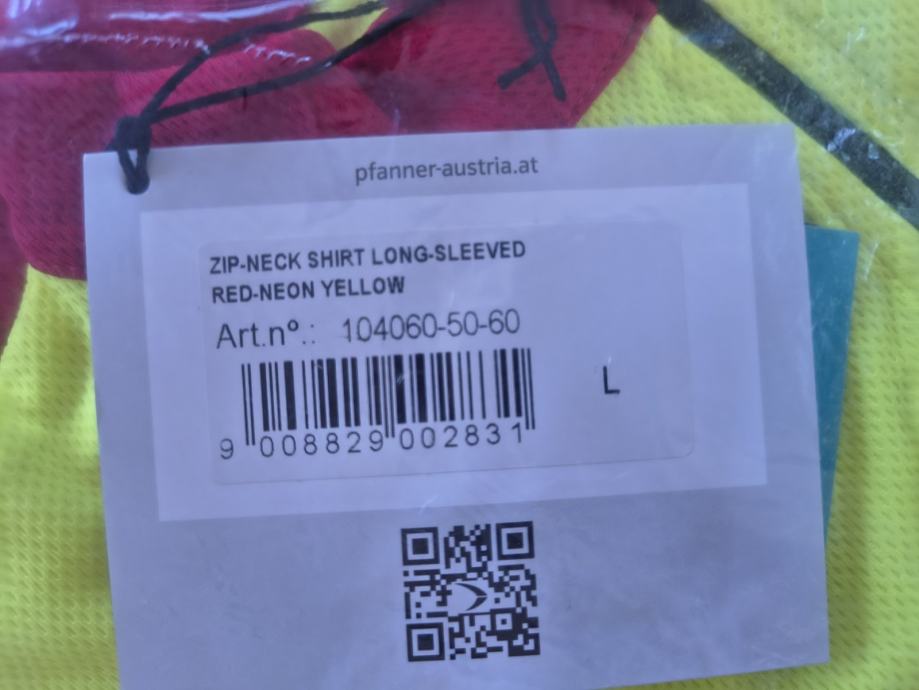 pfanner-austria.at
ZIP-NECK SHIRT LONG-SLEEVED
RED-NEON YELLOW
Art.n°.: 104060-50-60
L
9 008829 002831